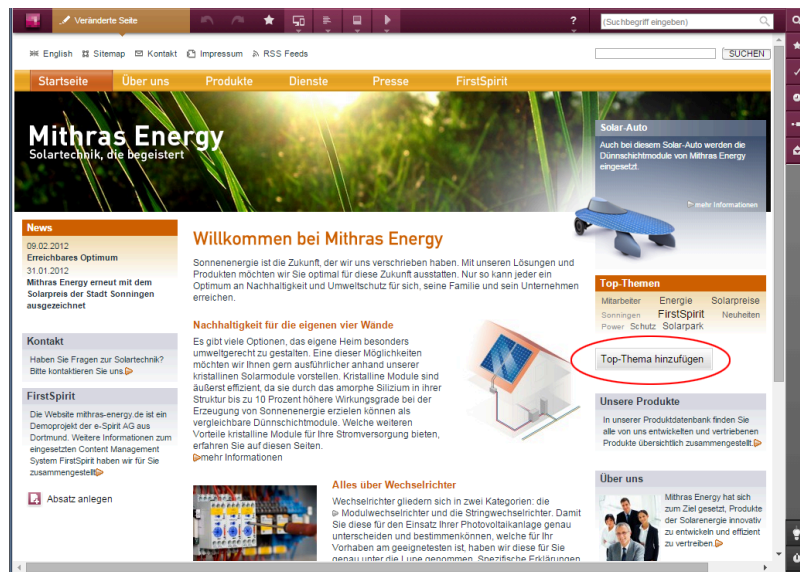 Veränderte Seite
?
(Suchbegriff eingeben)
English Sitemap Kontakt Impressum RSS Feeds
SUCHEN
Startseite Über uns Produkte Dienste Presse FirstSpirit
Mithras Energy
Solartechnik, die begeistert
Solar-Auto
Auch bei diesem Solar-Auto werden die
Dünnschichtmodule von Mithras Energy
eingesetzt.
mehr Informationen
News
09.02.2012
Erreichbares Optimum
31.01.2012
Mithras Energy erneut mit dem
Solarpreis der Stadt Sonningen
ausgezeichnet
Kontakt
Haben Sie Fragen zur Solartechnik?
Bitte kontaktieren Sie uns.
FirstSpirit
Die Website mithras-energy.de ist ein
Demoprojekt der e-Spirit AG aus
Dortmund. Weitere Informationen zum
eingesetzten Content Management
System FirstSpirit haben wir für Sie
zusammengestellt
Absatz anlegen
Willkommen bei Mithras Energy
Sonnenenergie ist die Zukunft, der wir uns verschrieben haben. Mit unseren Lösungen und
Produkten möchten wir Sie optimal für diese Zukunft ausstatten. Nur so kann jeder ein
Optimum an Nachhaltigkeit und Umweltschutz für sich, seine Familie und sein Unternehmen
erreichen.
Nachhaltigkeit für die eigenen vier Wände
Es gibt viele Optionen, das eigene Heim besonders
umweltgerecht zu gestalten. Eine dieser Möglichkeiten
möchten wir Ihnen gern ausführlicher anhand unserer
kristallinen Solarmodule vorstellen. Kristalline Module sind
äußerst effizient, da sie durch das amorphe Silizium in ihrer
Struktur bis zu 10 Prozent höhere Wirkungsgrade bei der
Erzeugung von Sonnenenergie erzielen können als
vergleichbare Dünnschichtmodule. Welche weiteren
Vorteile kristalline Module für Ihre Stromversorgung bieten,
erfahren Sie auf diesen Seiten.
mehr Informationen
Alles über Wechselrichter
Wechselrichter gliedern sich in zwei Kategorien: die
Modulwechselrichter und die Stringwechselrichter. Damit
Sie diese für den Einsatz Ihrer Photovoltaikanlage genau
unterscheiden und bestimmenkönnen, welche für Ihr
Vorhaben am geeignetesten ist, haben wir diese für Sie
genau unter die Lupe genommen. Spezifische Erklärungen
Top-Themen
Mitarbeiter Energie Solarpreise
Sonningen FirstSpirit Neuheiten
Power Schutz Solarpark
Top-Thema hinzufügen
Unsere Produkte
In unserer Produktdatenbank finden Sie
alle von uns entwickelten und vertriebenen
Produkte übersichtlich zusammengestellt.
Über uns
Mithras Energy hat sich
zum Ziel gesetzt, Produkte
der Solarenergie innovativ
zu entwickeln und effizient
zu vertreiben.